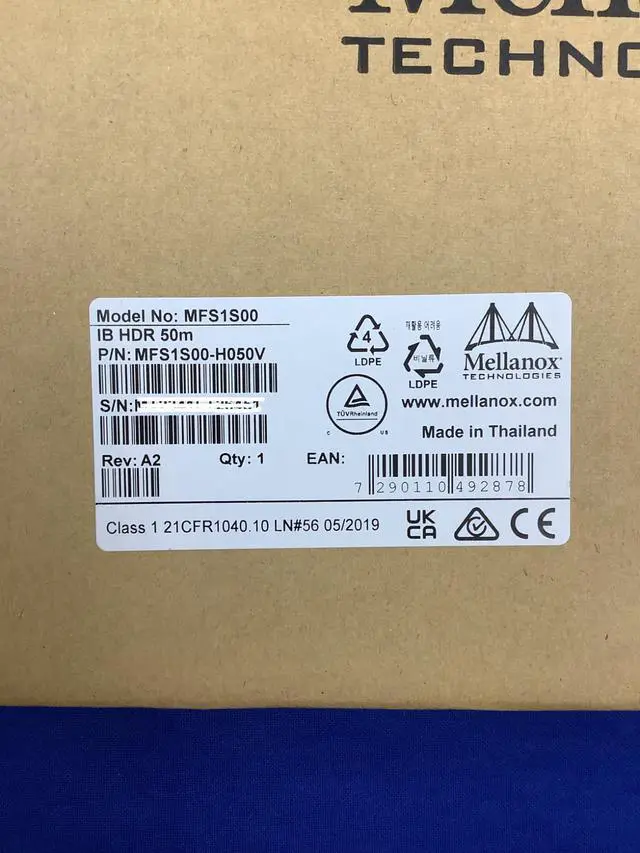 TECHNO
Model No: MFS1S00
IB HDR 50m
P/N: MFS1S00-H050V
S/N:
Rev: A2
Qty: 1
EAN:
4
LDPE
재활용 어려움
비닐류
LDPE
TÜVRheinland
C US
Mellanox
TECHNOLOGIES
www.mellanox.com
Made in Thailand
7 290110 492878
Class 1 21CFR1040.10 LN#56 05/2019
UK
CA
CE